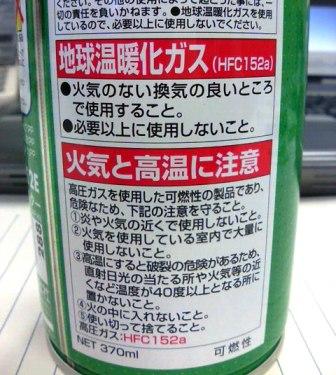 切の責任を負いかねます。●地球温暖化ガスを使用
しているので、必要以上に使用しないでください。
地球温暖化ガス(HFC152a)
●火気のない換気の良いところ
で使用すること。
●必要以上に使用しないこと。
火気と高温に注意
高圧ガスを使用した可燃性の製品であり、
危険なため、下記の注意を守ること。
①炎や火気の近くで使用しないこと。
②火気を使用している室内で大量に
使用しないこと。
③高温にすると破裂の危険があるため、
直射日光の当たる所や火気等の近
くなど温度が40度以上となる所に
置かないこと。
④火の中に入れないこと。
⑤使い切って捨てること。
高圧ガス:HFC152a
NET 370ml 可燃性